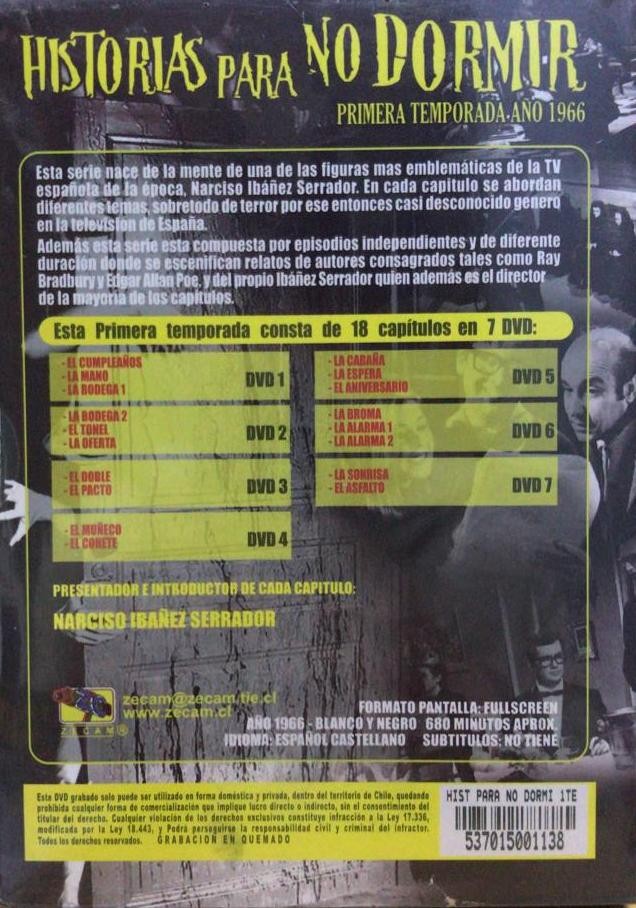 HISTORIAS PARA NO DORMIR
PRIMERA TEMPORADA AÑO 1966
Esta serie nace de la mente de una de las figuras mas emblemáticas de la TV
española de la época, Narciso Ibáñez Serrador. En cada capitulo se abordan
diferentes temas, sobretodo de terror por ese entonces casi desconocido genero
en la televisión de España.
Además esta serie esta compuesta por episodios independientes y de diferente
duración donde se escenifican relatos de autores consagrados tales como Ray
Bradbury y Edgar Allan Poe, y del propio Ibáñez Serrador quien además es el director
de la mayoría de los capítulos.
Esta Primera temporada consta de 18 capítulos en 7 DVD:
- EL CUMPLEAÑOS
- LA MANO
- LA BODEGA 1
DVD 1
- LA BODEGA 2
- EL TONEL
- LA OFERTA
DVD 2
- EL DOBLE
- EL PACTO
DVD 3
- EL MUÑECO
- EL COHETE
DVD 4
- LA CABAÑA
- LA ESPERA
- EL ANIVERSARIO
DVD 5
- LA BROMA
- LA ALARMA 1
- LA ALARMA 2
DVD 6
- LA SONRISA
- EL ASFALTO
DVD 7
PRESENTADOR E INTRODUCTOR DE CADA CAPITULO:
NARCISO IBAÑEZ SERRADOR
zecam@zecam.tie.cl
www.zecam.cl
ZECAM®
FORMATO PANTALLA: FULLSCREEN
AÑO 1966 - BLANCO Y NEGRO 680 MINUTOS APROX.
IDIOMA: ESPAÑOL CASTELLANO SUBTITULOS: NO TIENE
Este DVD grabado solo puede ser utilizado en forma doméstica y privada, dentro del territorio de Chile, quedando
prohibida cualquier forma de comercialización que implique lucro directo o indirecto, sin el consentimiento del
titular del derecho. Cualquier violación de los derechos exclusivos constituye infracción a la Ley 17.336,
modificada por la Ley 18.443, y Podrá perseguirse la responsabilidad civil y criminal del infractor.
Todos los derechos reservados. GRABACION EN QUEMADO
HIST PARA NO DORMI 1TE
537015001138